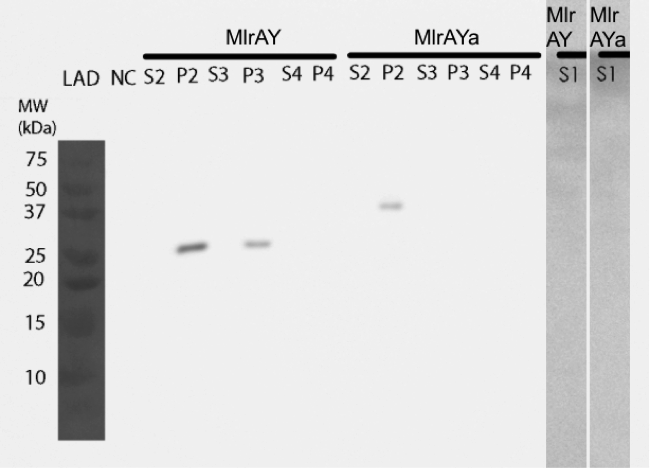 MlrAY MlrAYa Mlr AY Mlr AYa
LAD NC S2 P2 S3 P3 S4 P4 S2 P2 S3 P3 S4 P4 S1 S1
MW
(kDa)
75
50
37
25
20
15
10